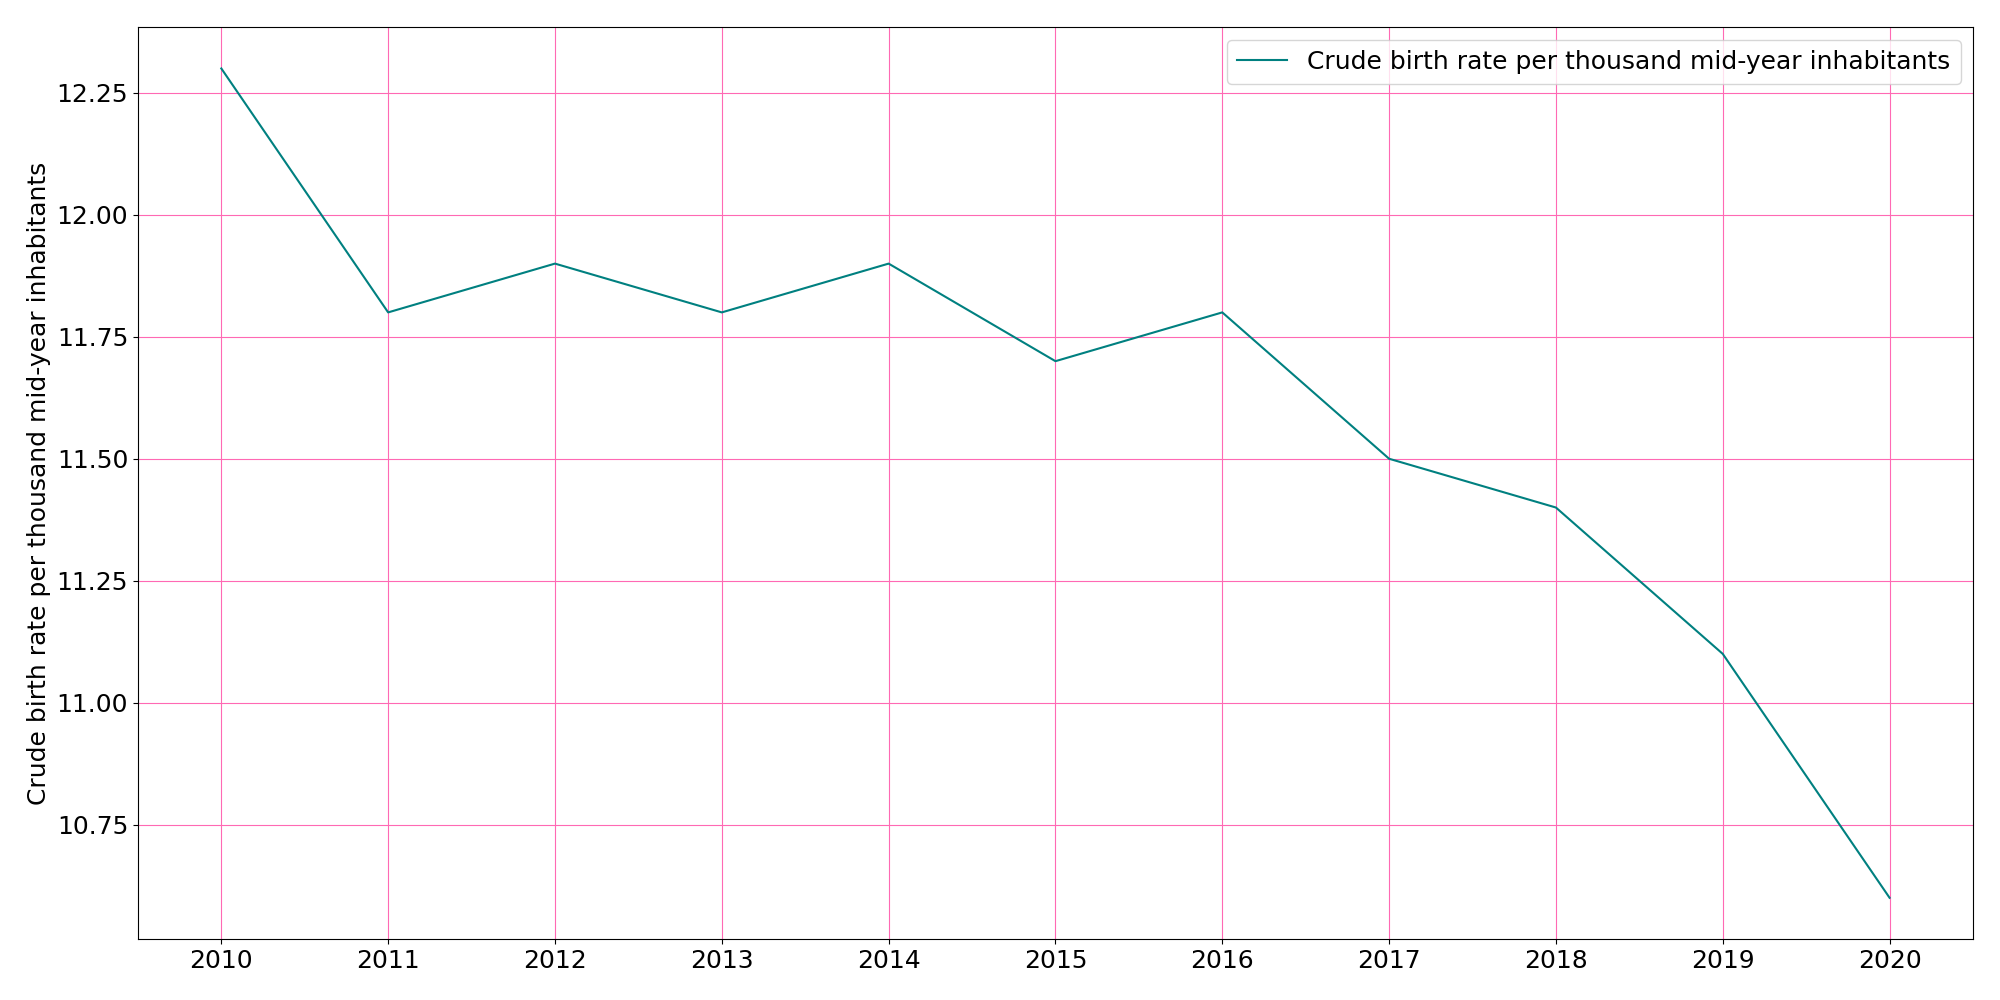 Crude birth rate per thousand mid-year inhabitants
Crude birth rate per thousand mid-year inhabitants
12.25
12.00
11.75
11.50
11.25
11.00
10.75
2010 2011 2012 2013 2014 2015 2016 2017 2018 2019 2020